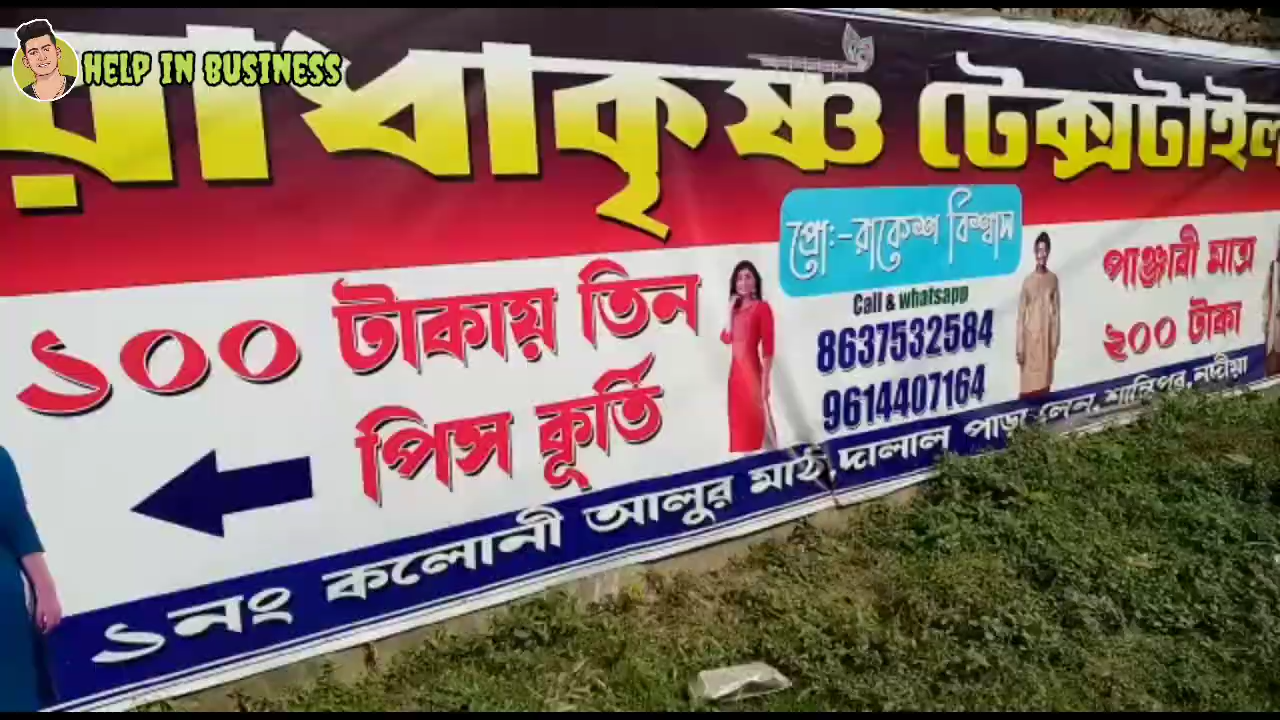 HELP IN BUSINESS
রাধাকৃষ্ণ টেক্সটাইল
প্রোঃ-রাকেশ বিশ্বাস
Call & whatsapp
8637532584
9614407164
১০০ টাকায় তিন
পিস কূর্তি
পাঞ্জাবী মাত্র
২০০ টাকা
১নং কলোনী আলুর মাঠ, দালাল পাড়া লেন, শান্তিপুর, নদীয়া